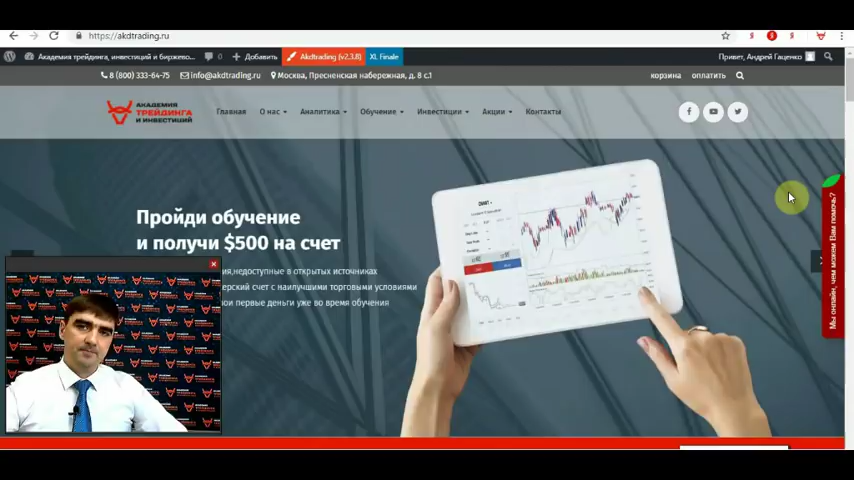 https://akdtrading.ru
Академия трейдинга, инвестиций и биржево... 0 Добавить Akdtrading (v2.3.8) XL Finale Привет, Андрей Гаценко
8 (800) 333-64-75 info@akdtrading.ru Москва, Пресненская набережная, д. 8 с.1 корзина оплатить
АКАДЕМИЯ
ТРЕЙДИНГА
И ИНВЕСТИЦИЙ
Главная О нас Аналитика Обучение Инвестиции Акции Контакты
Пройди обучение
и получи $500 на счет
ия,недоступные в открытых источниках
ерский счет с наилучшими торговыми условиями
вои первые деньги уже во время обучения
Мы онлайн, чем можем Вам помочь?